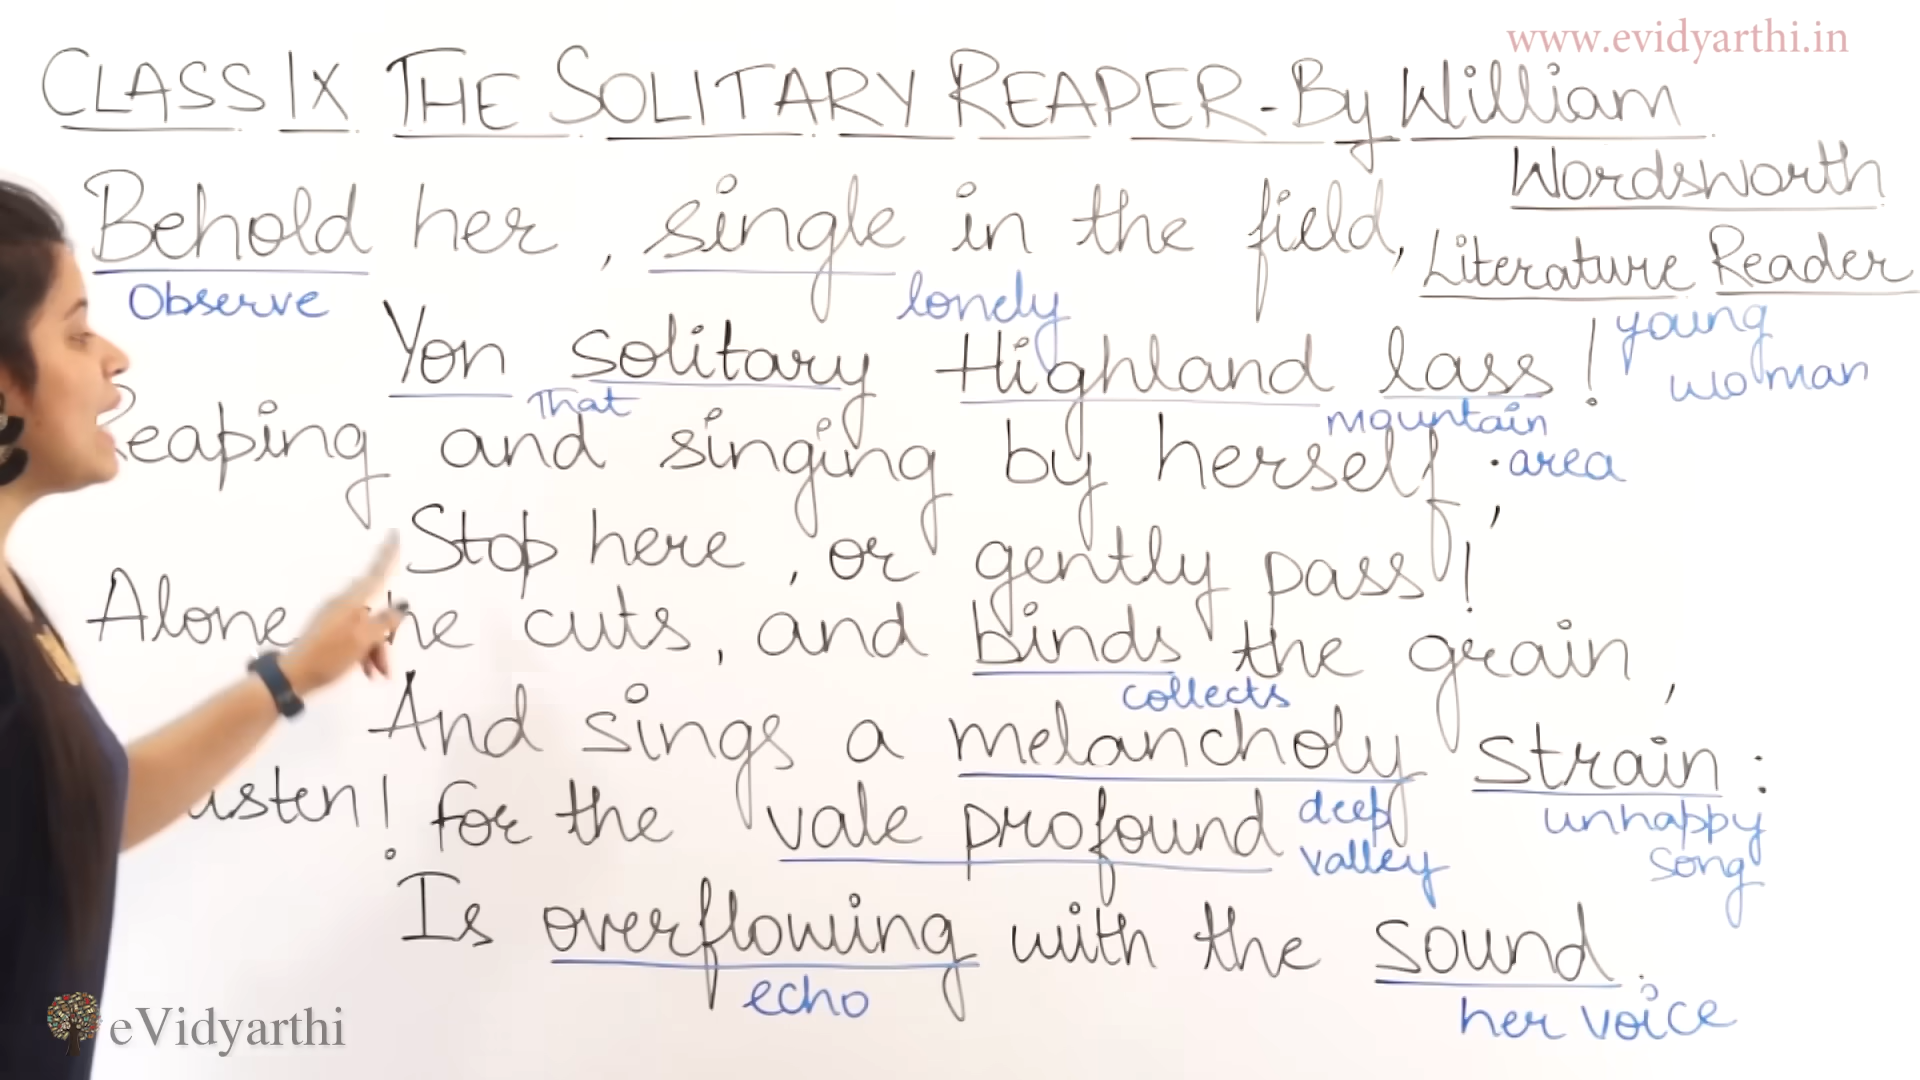 www.evidyarthi.in
CLASS IX THE SOLITARY REAPER - By William
Wordsworth
Literature Reader
Behold her, single in the field,
Observe
lonely
young
woman
Yon solitary Highland lass!
That
mountain
area
Reaping and singing by herself;
Stop here, or gently pass!
Alone she cuts, and binds the grain,
collects
And sings a melancholy strain:
unhappy
song
Listen! for the vale profound
deep
valley
Is overflowing with the sound.
echo
her voice
eVidyarthi